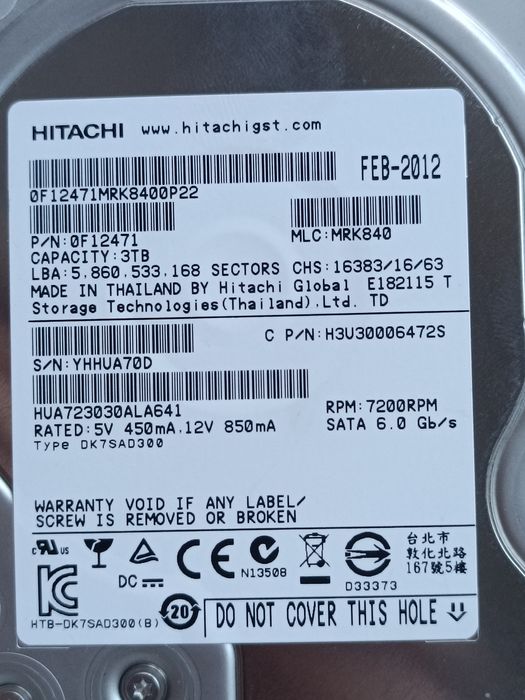 HITACHI www.hitachigst.com
FEB-2012
0F12471MRK8400P22
P/N:0F12471
MLC:MRK840
CAPACITY:3TB
LBA:5,860,533,168 SECTORS CHS:16383/16/63
MADE IN THAILAND BY Hitachi Global E182115 T
Storage Technologies(Thailand).Ltd. TD
C P/N:H3U30006472S
S/N:YHHUA70D
HUA723030ALA641
RPM:7200RPM
RATED:5V 450mA.12V 850mA
SATA 6.0 Gb/s
Type DK7SAD300
WARRANTY VOID IF ANY LABEL/
SCREW IS REMOVED OR BROKEN
c RU US
DC
CE
N13508
D33373
台北市
敦化北路
167號5樓
HTB-DK7SAD300(B)
20
DO NOT COVER THIS HOLE